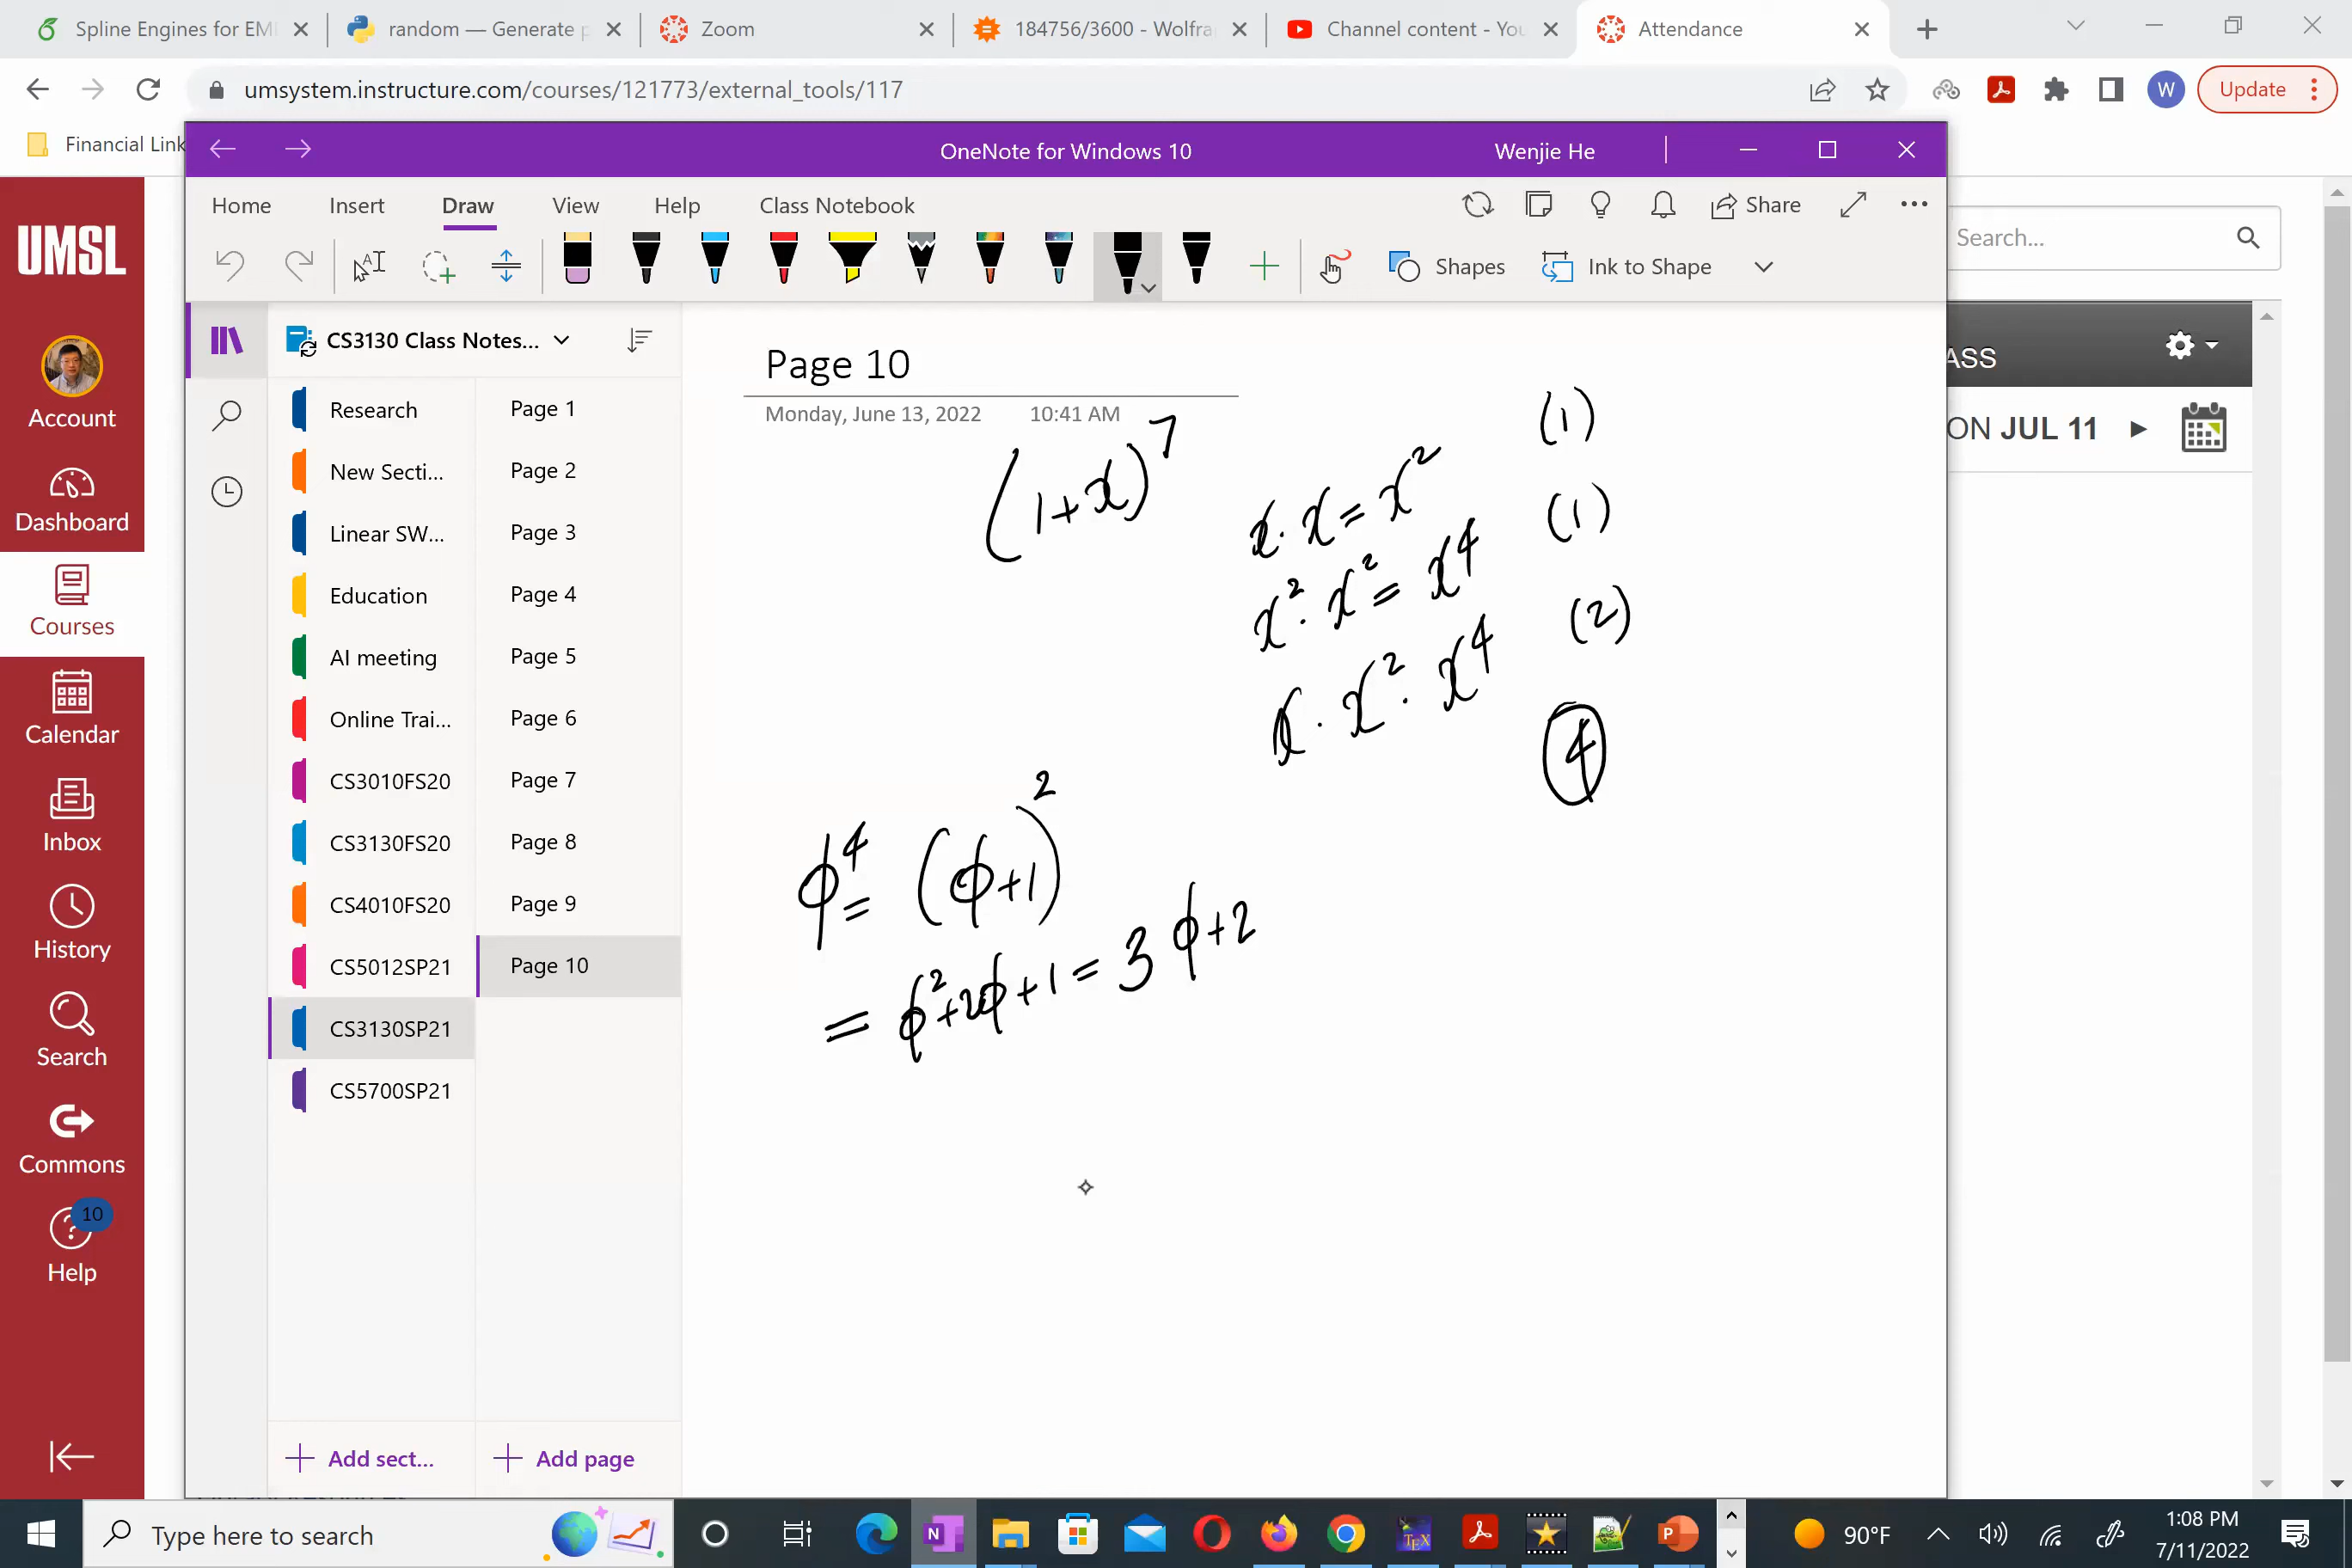 Spline Engines for EMI
random — Generate p
Zoom
184756/3600 - Wolfra
Channel content - You
Attendance
umsystem.instructure.com/courses/121773/external_tools/117
W
Update
Financial Link
OneNote for Windows 10
Wenjie He
Home Insert Draw View Help Class Notebook
Share
Shapes
Ink to Shape
Search...
UMSL
Account
Dashboard
Courses
Calendar
Inbox
History
Search
Commons
10
Help
CS3130 Class Notes...
Research
New Secti...
Linear SW...
Education
AI meeting
Online Trai...
CS3010FS20
CS3130FS20
CS4010FS20
CS5012SP21
CS3130SP21
CS5700SP21
Page 1
Page 2
Page 3
Page 4
Page 5
Page 6
Page 7
Page 8
Page 9
Page 10
Add sect...
Add page
Page 10
Monday, June 13, 2022 10:41 AM
(1+x)^7
x · x = x^2 (1)
x^2 · x^2 = x^4 (1)
x · x^2 · x^4 (2)
4
ϕ^4 = (ϕ+1)^2
= ϕ^2+2ϕ+1 = 3ϕ+2
ASS
ON JUL 11
Type here to search
N
TEX
P
90°F
1:08 PM
7/11/2022